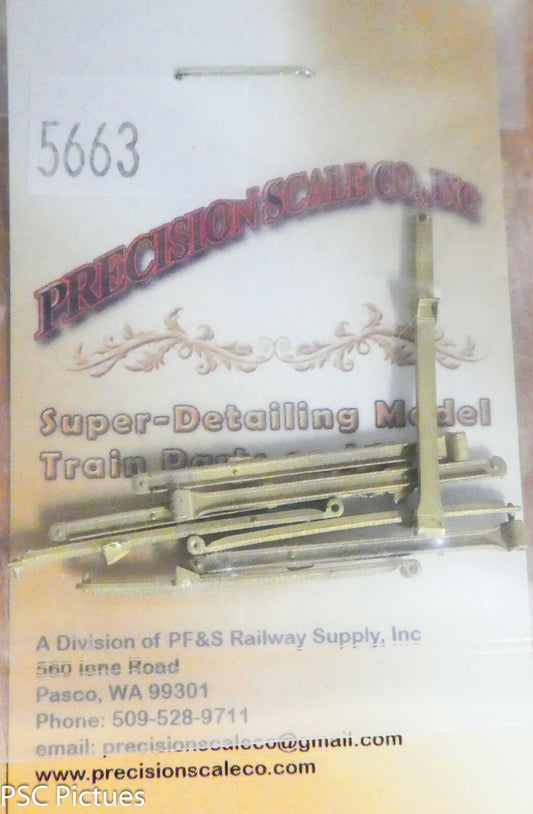 5663
PRECISION SCALE CO., INC
Super-Detailing Model
Train Parts
A Division of PF&S Railway Supply, Inc
560 Ione Road
Pasco, WA 99301
Phone: 509-528-9711
email: precisionscaleco@gmail.com
www.precisionscaleco.com
PSC Pictues